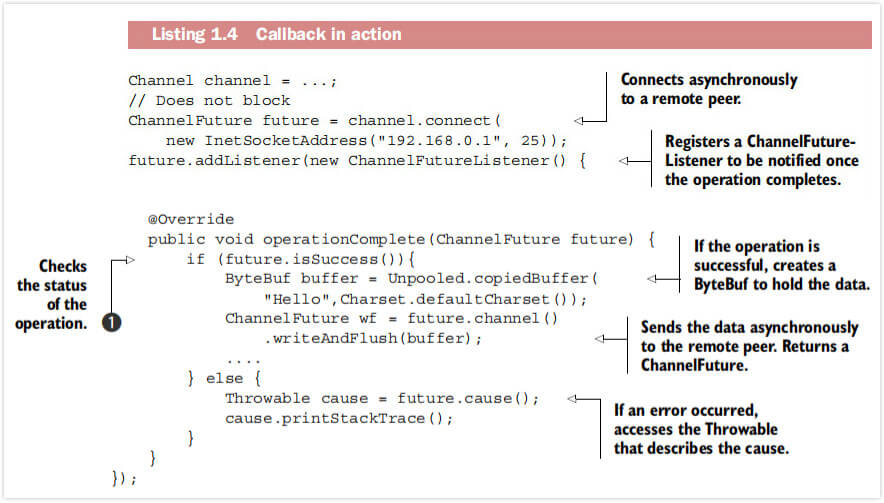 Listing 1.4 Callback in action
Channel channel = ...;
// Does not block
ChannelFuture future = channel.connect(
new InetSocketAddress("192.168.0.1", 25));
future.addListener(new ChannelFutureListener() {
Connects asynchronously
to a remote peer.
Registers a ChannelFuture-
Listener to be notified once
the operation completes.
@Override
public void operationComplete(ChannelFuture future) {
if (future.isSuccess()){
ByteBuf buffer = Unpooled.copiedBuffer(
"Hello",Charset.defaultCharset());
ChannelFuture wf = future.channel()
.writeAndFlush(buffer);
....
} else {
Throwable cause = future.cause();
cause.printStackTrace();
}
}
});
Checks
the status
of the
operation. 1
If the operation is
successful, creates a
ByteBuf to hold the data.
Sends the data asynchronously
to the remote peer. Returns a
ChannelFuture.
If an error occurred,
accesses the Throwable
that describes the cause.